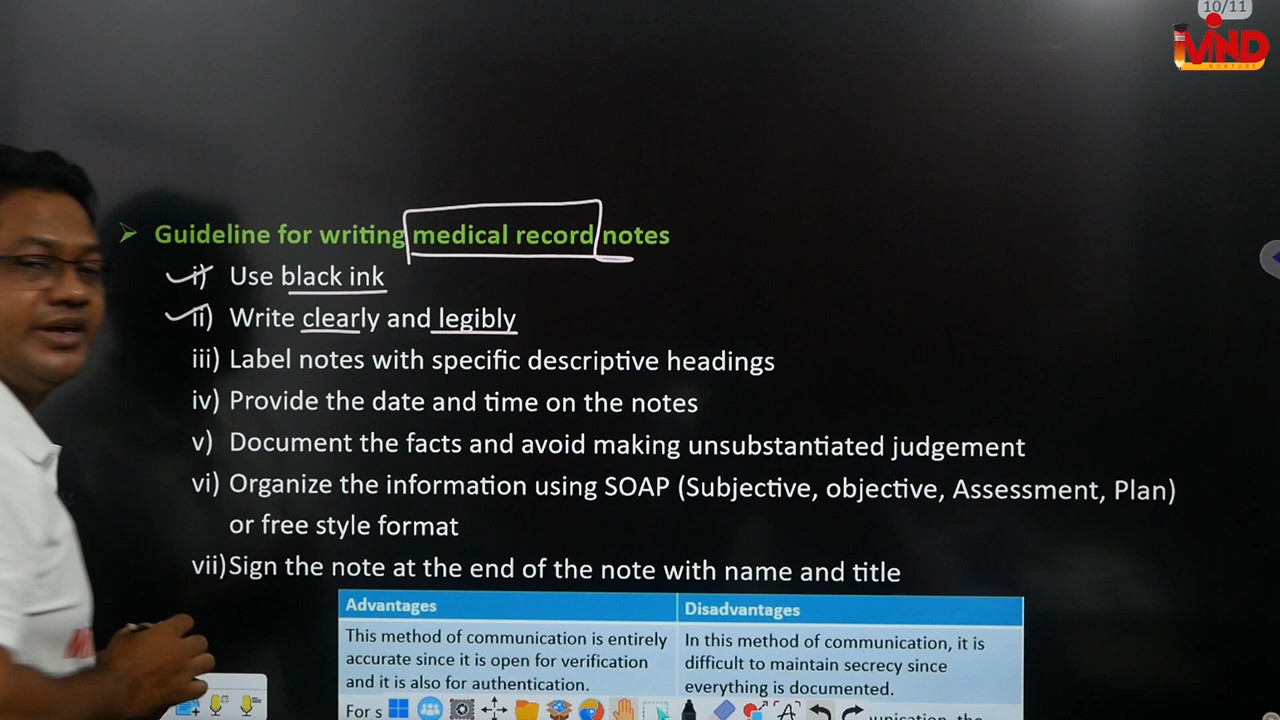 10/11
MIND
NURTURE
➢ Guideline for writing medical record notes
i) Use black ink
ii) Write clearly and legibly
iii) Label notes with specific descriptive headings
iv) Provide the date and time on the notes
v) Document the facts and avoid making unsubstantiated judgement
vi) Organize the information using SOAP (Subjective, objective, Assessment, Plan)
or free style format
vii) Sign the note at the end of the note with name and title
Advantages
This method of communication is entirely
accurate since it is open for verification
and it is also for authentication.
For s
Disadvantages
In this method of communication, it is
difficult to maintain secrecy since
everything is documented.